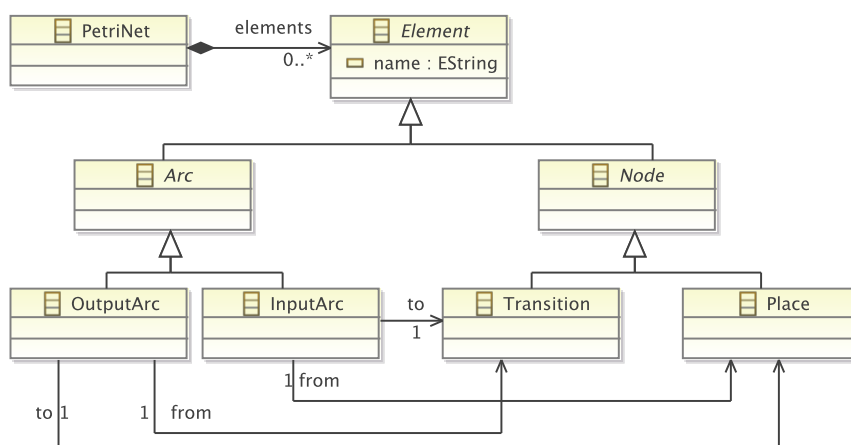 PetriNet
elements
0..*
Element
name : EString
Arc
Node
OutputArc
InputArc
to
1
Transition
Place
1 from
to 1
1 from